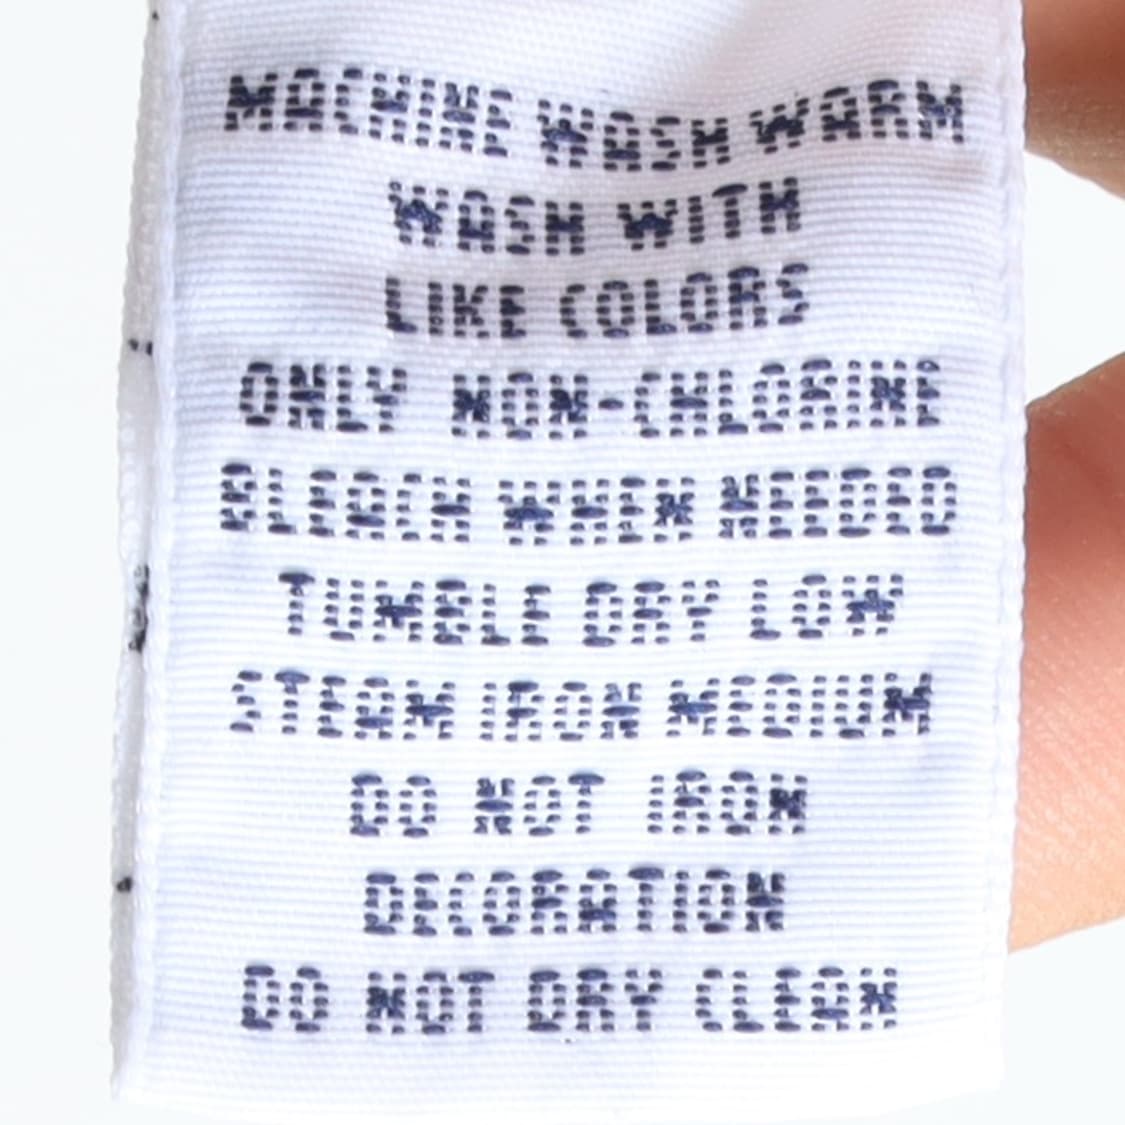 MACHINE WASH WARM
WASH WITH
LIKE COLORS
ONLY NON-CHLORINE
BLEACH WHEN NEEDED
TUMBLE DRY LOW
STEAM IRON MEDIUM
DO NOT IRON
DECORATION
DO NOT DRY CLEAN